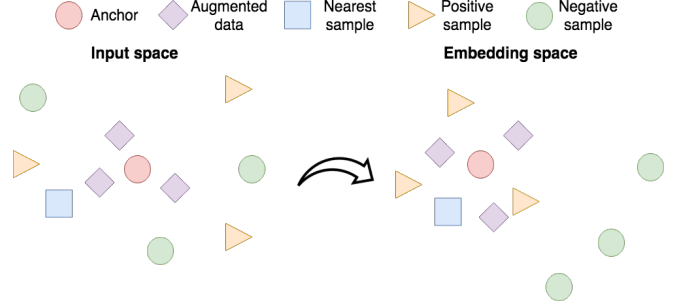 Anchor
Augmented
data
Nearest
sample
Positive
sample
Negative
sample
Input space
Embedding space